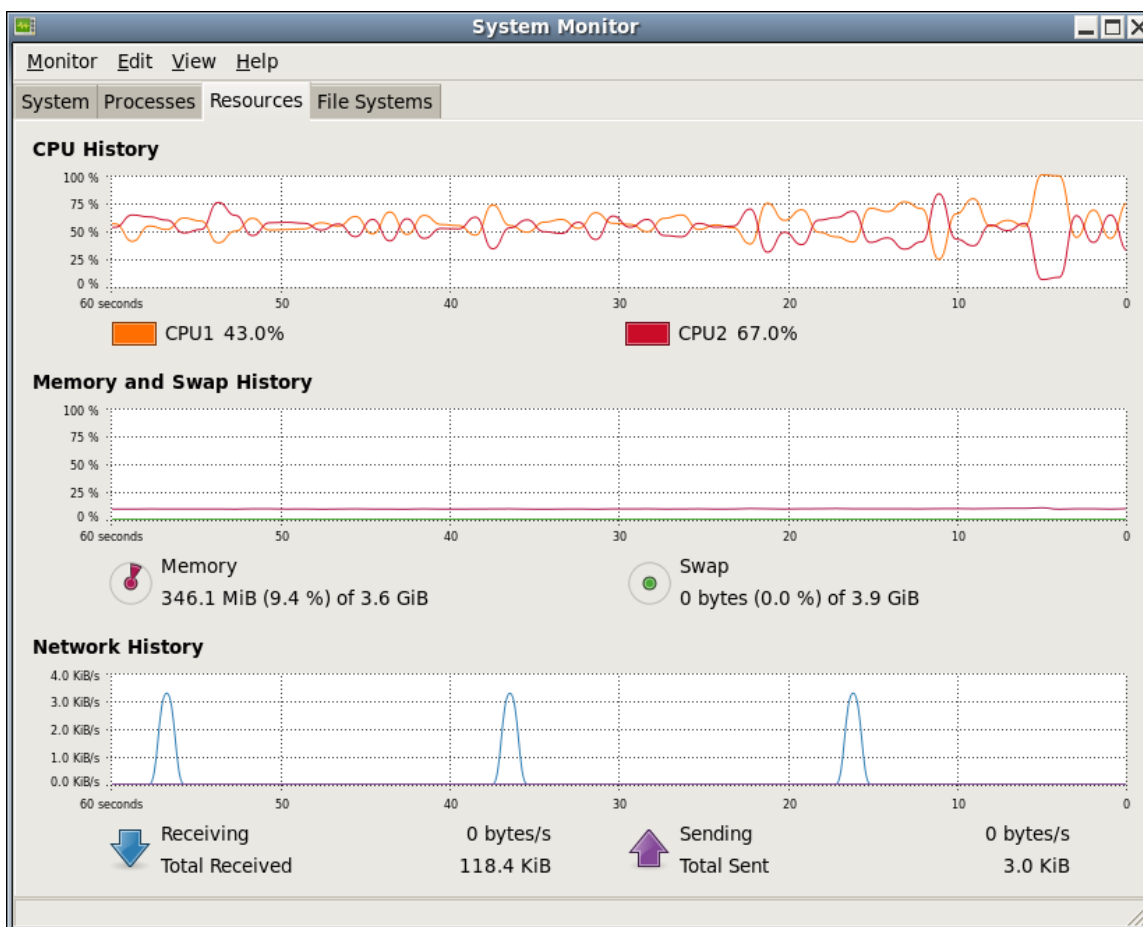 System Monitor
Monitor Edit View Help
System Processes Resources File Systems
CPU History
100 %
75 %
50 %
25 %
0 %
60 seconds 50 40 30 20 10 0
CPU1 43.0% CPU2 67.0%
Memory and Swap History
100 %
75 %
50 %
25 %
0 %
60 seconds 50 40 30 20 10 0
Memory Swap
346.1 MiB (9.4 %) of 3.6 GiB 0 bytes (0.0 %) of 3.9 GiB
Network History
4.0 KiB/s
3.0 KiB/s
2.0 KiB/s
1.0 KiB/s
0.0 KiB/s
60 seconds 50 40 30 20 10 0
Receiving 0 bytes/s Sending 0 bytes/s
Total Received 118.4 KiB Total Sent 3.0 KiB